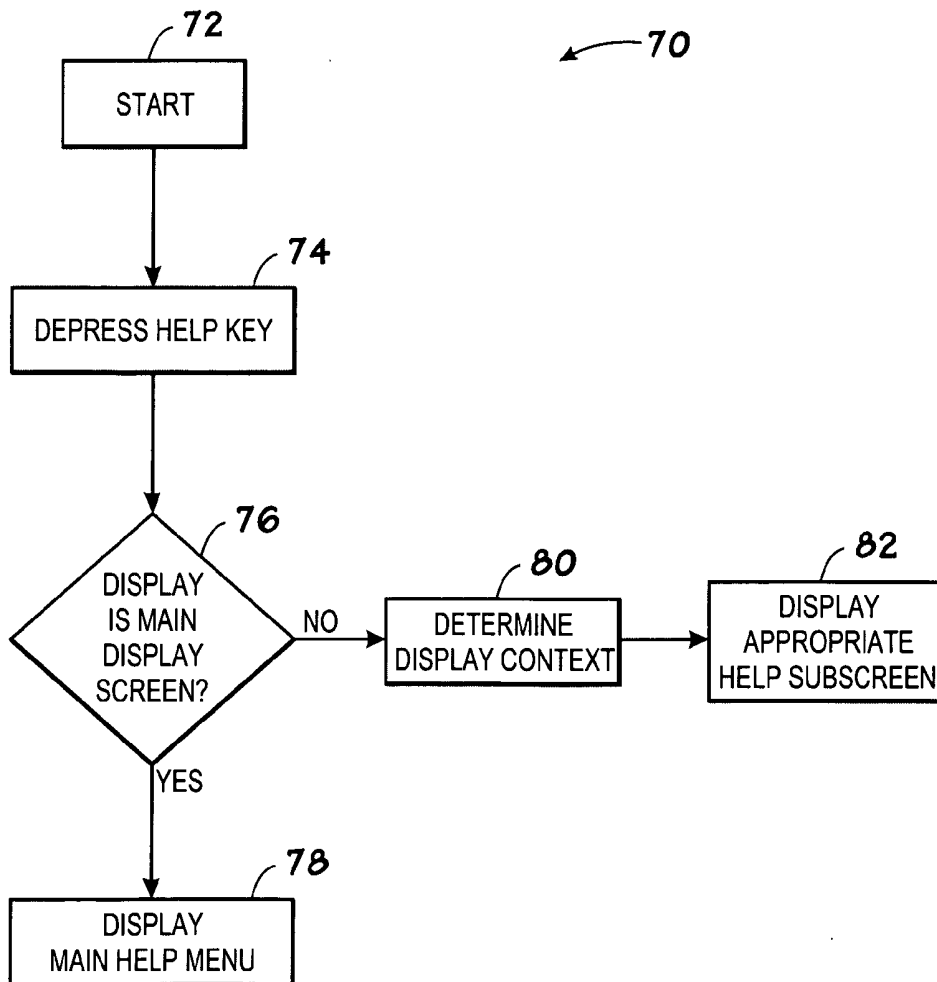 72
70
START
74
DEPRESS HELP KEY
76
DISPLAY
IS MAIN
DISPLAY
SCREEN?
NO
YES
80
DETERMINE
DISPLAY CONTEXT
82
DISPLAY
APPROPRIATE
HELP SUBSCREEN
78
DISPLAY
MAIN HELP MENU